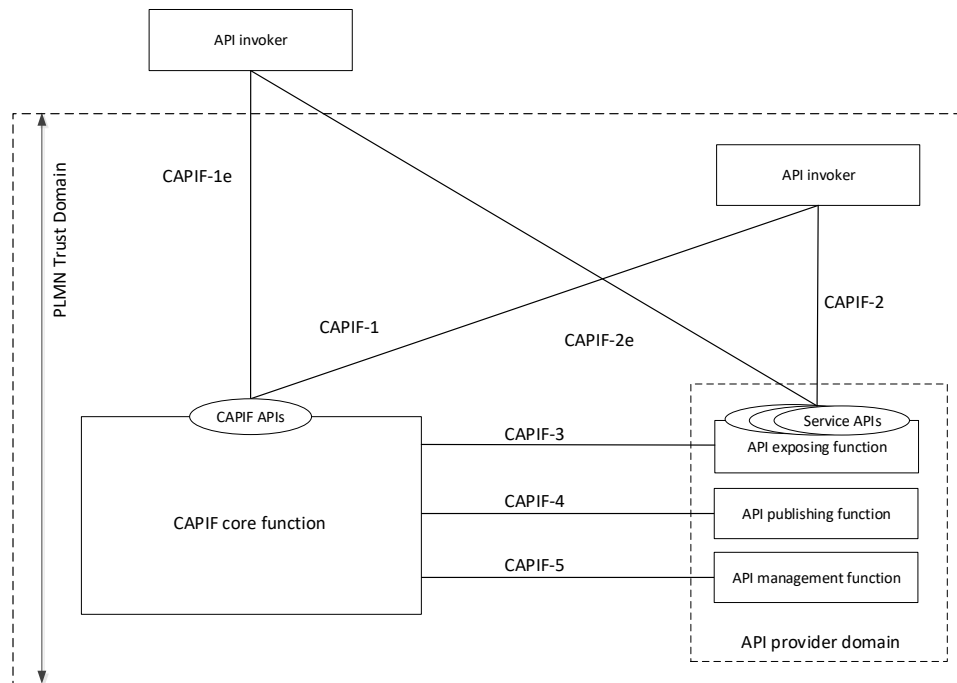 API invoker
PLMN Trust Domain
CAPIF-1e
API invoker
CAPIF-2
CAPIF-1
CAPIF-2e
CAPIF APIs
Service APIs
CAPIF-3
API exposing function
CAPIF core function
CAPIF-4
API publishing function
CAPIF-5
API management function
API provider domain